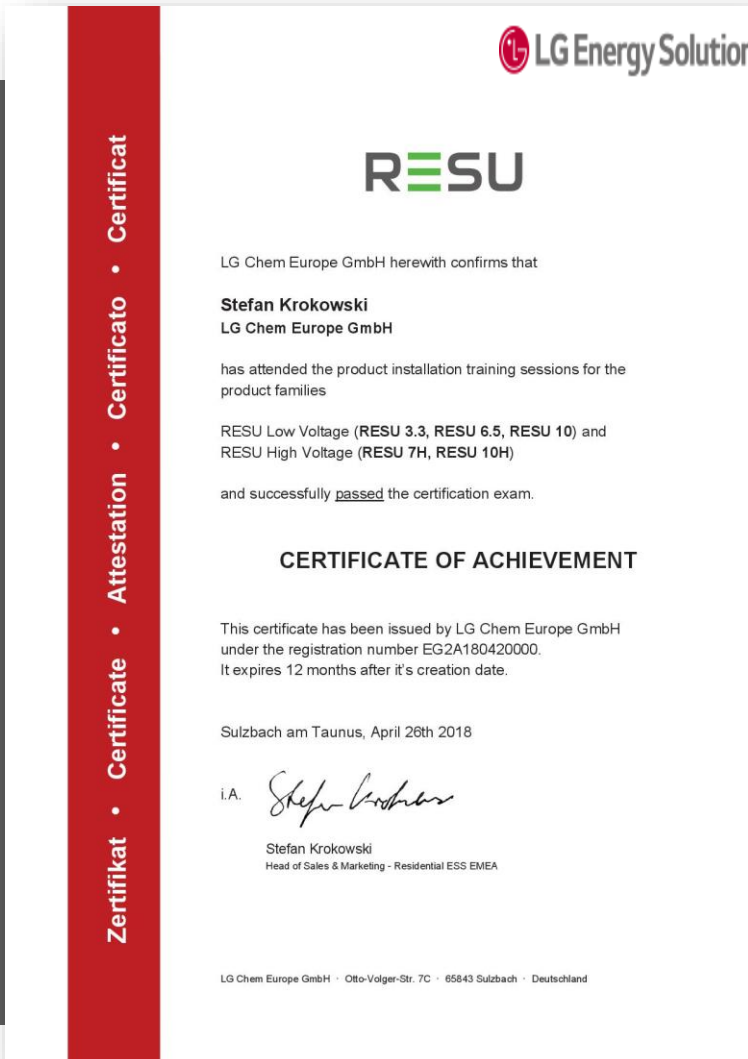 LG Energy Solution
RESU
Zertifikat • Certificate • Attestation • Certificato • Certificat
LG Chem Europe GmbH herewith confirms that
Stefan Krokowski
LG Chem Europe GmbH
has attended the product installation training sessions for the
product families
RESU Low Voltage (RESU 3.3, RESU 6.5, RESU 10) and
RESU High Voltage (RESU 7H, RESU 10H)
and successfully passed the certification exam.
CERTIFICATE OF ACHIEVEMENT
This certificate has been issued by LG Chem Europe GmbH
under the registration number EG2A180420000.
It expires 12 months after it's creation date.
Sulzbach am Taunus, April 26th 2018
i.A.
Stefan Krokowski
Head of Sales & Marketing - Residential ESS EMEA
LG Chem Europe GmbH · Otto-Volger-Str. 7C · 65843 Sulzbach · Deutschland